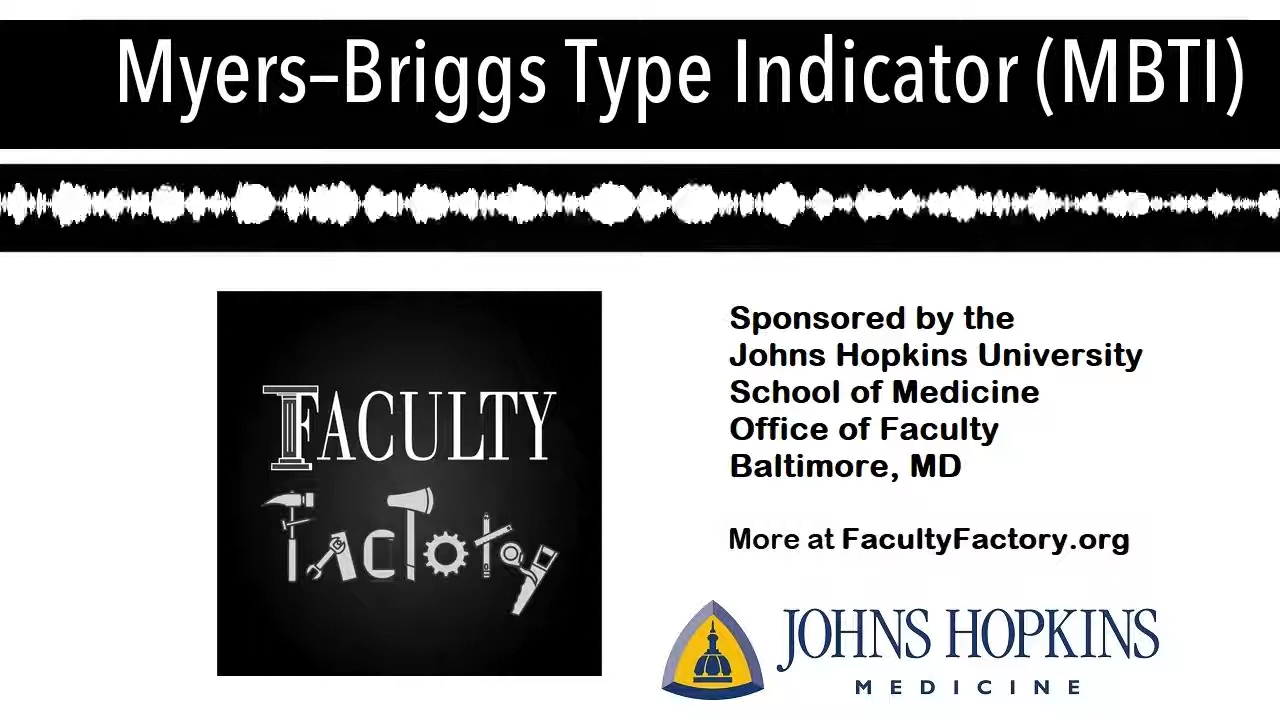 Myers–Briggs Type Indicator (MBTI)
FACULTY
FACTORY
Sponsored by the
Johns Hopkins University
School of Medicine
Office of Faculty
Baltimore, MD
More at FacultyFactory.org
JOHNS HOPKINS
MEDICINE